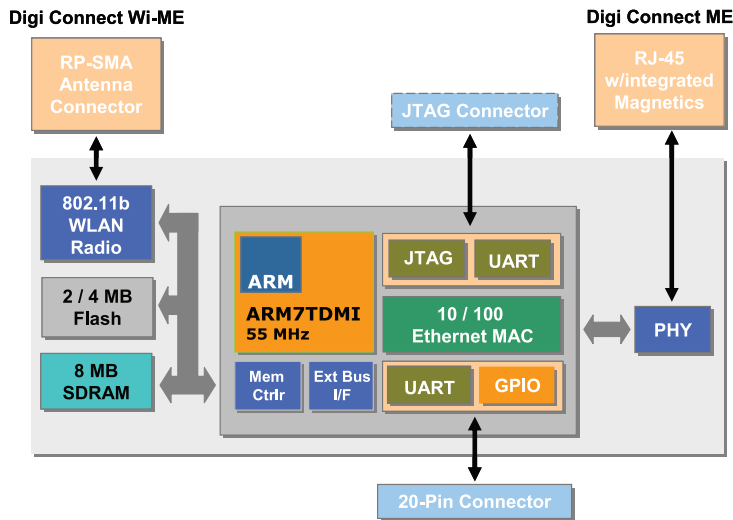 Digi Connect Wi-ME
Digi Connect ME
RP-SMA
Antenna
Connector
RJ-45
w/integrated
Magnetics
JTAG Connector
802.11b
WLAN
Radio
2 / 4 MB
Flash
8 MB
SDRAM
ARM
ARM7TDMI
55 MHz
Mem
Ctrlr
Ext Bus
I/F
JTAG
UART
10 / 100
Ethernet MAC
UART
GPIO
PHY
20-Pin Connector